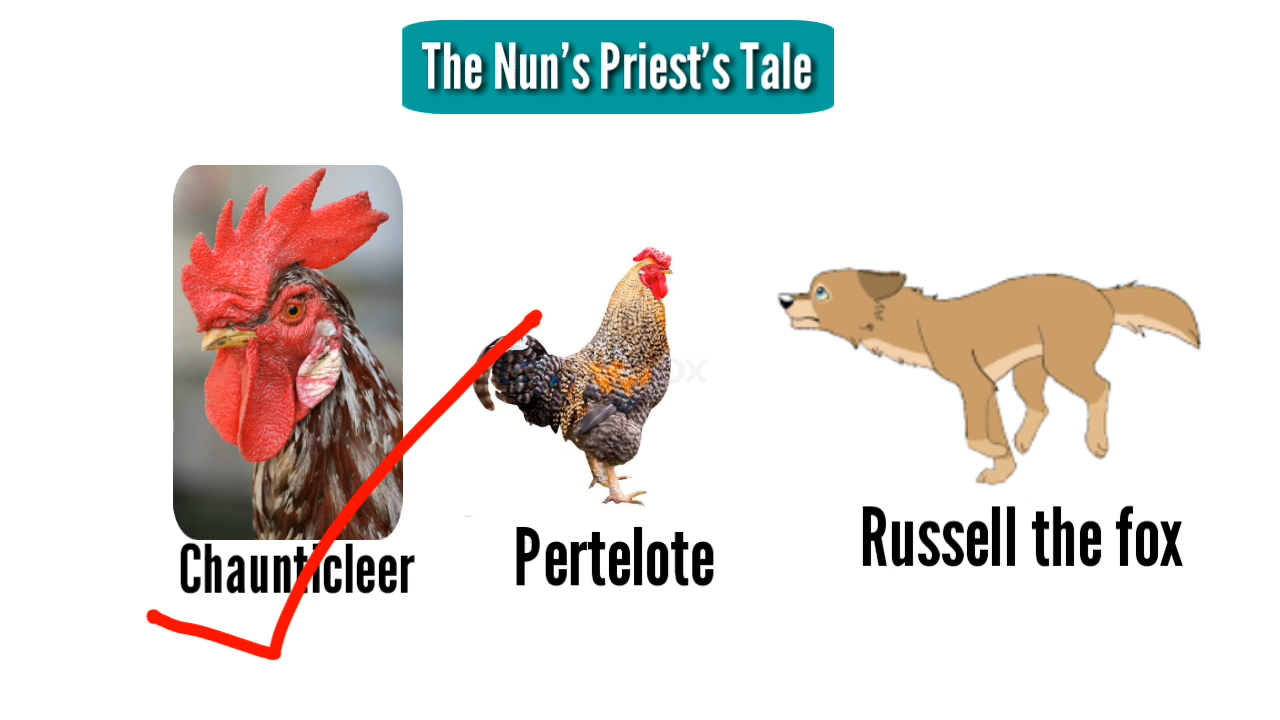 The Nun's Priest's Tale
Chaunticleer
Pertelote
Russell the fox